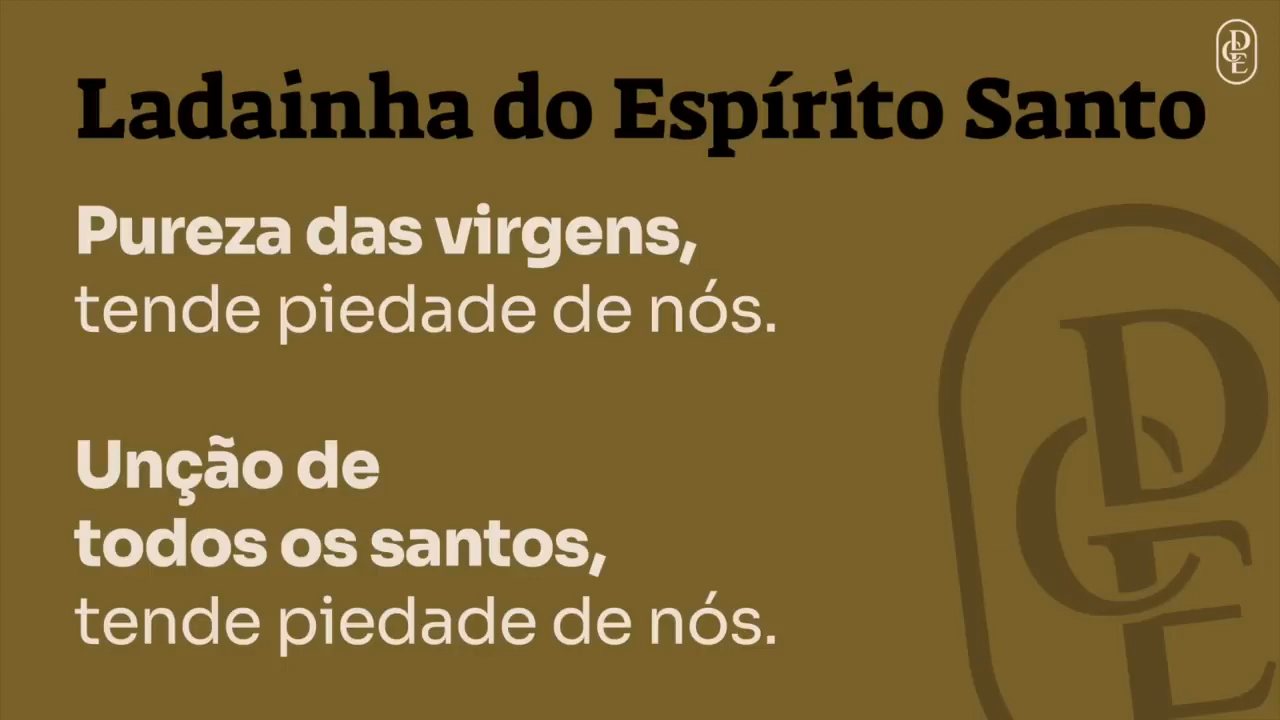 Ladainha do Espírito Santo
Pureza das virgens,
tende piedade de nós.
Unção de
todos os santos,
tende piedade de nós.